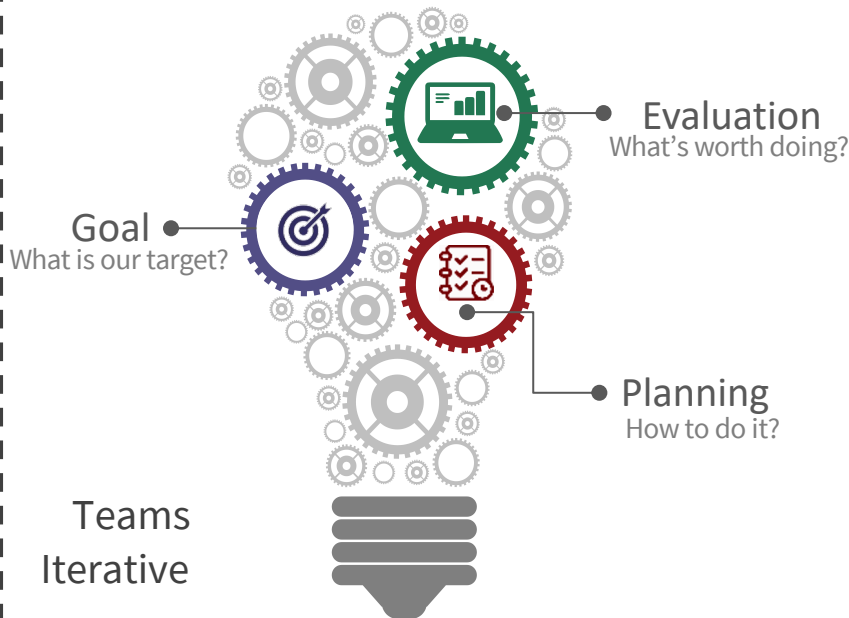 Evaluation
What's worth doing?
Goal
What is our target?
Planning
How to do it?
Teams
Iterative